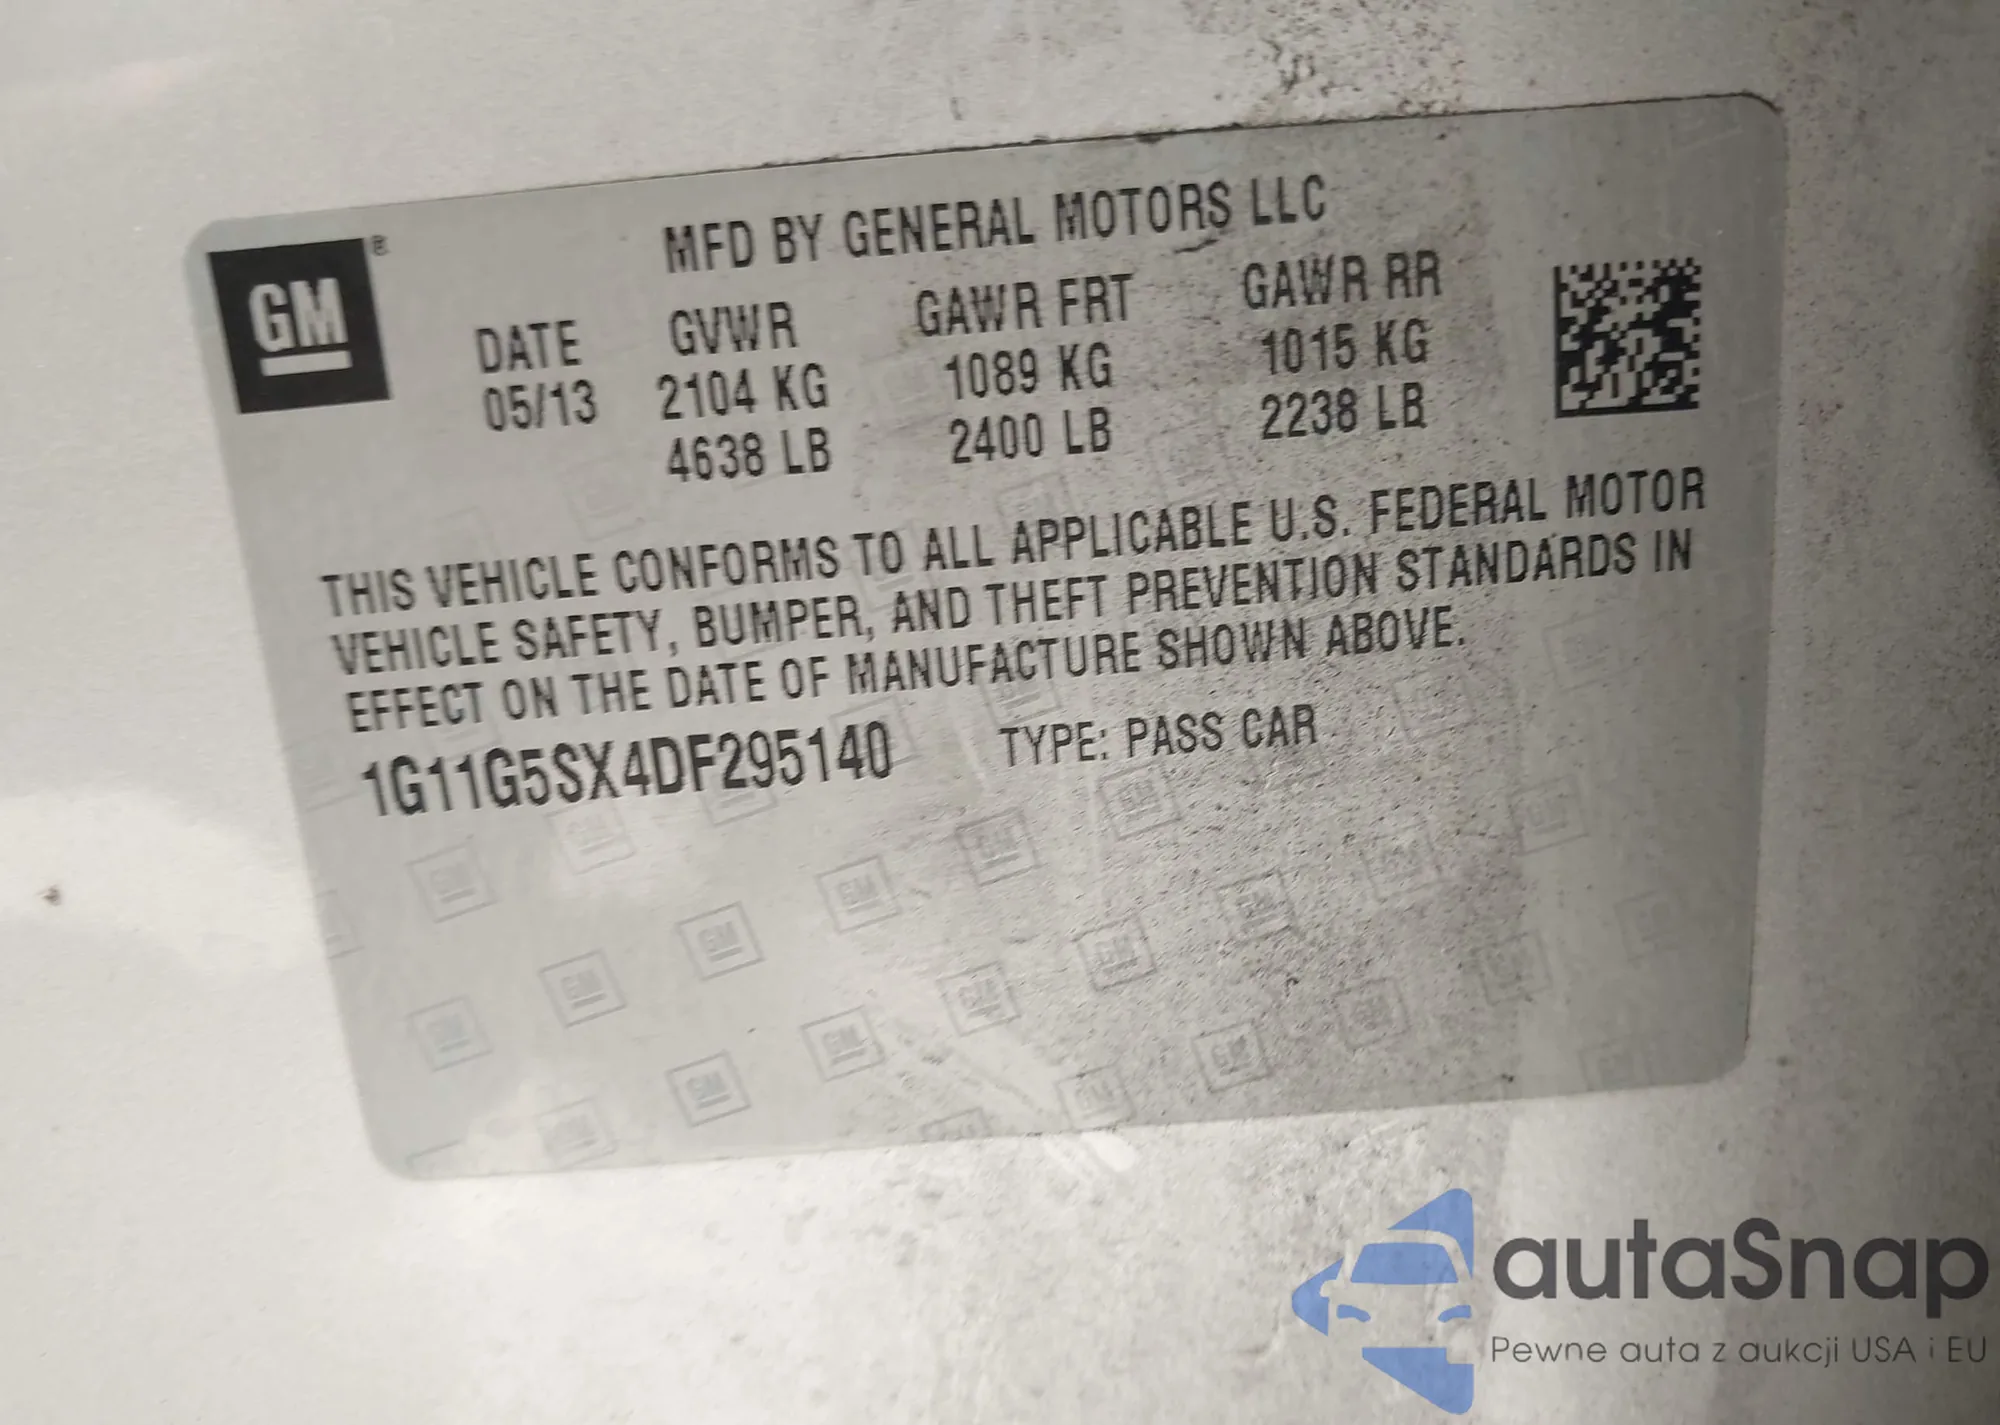 GM®
MFD BY GENERAL MOTORS LLC
DATE GVWR GAWR FRT GAWR RR
05/13 2104 KG 1089 KG 1015 KG
4638 LB 2400 LB 2238 LB
THIS VEHICLE CONFORMS TO ALL APPLICABLE U.S. FEDERAL MOTOR
VEHICLE SAFETY, BUMPER, AND THEFT PREVENTION STANDARDS IN
EFFECT ON THE DATE OF MANUFACTURE SHOWN ABOVE.
1G11G5SX4DF295140 TYPE: PASS CAR
autaSnap
Pewne auta z aukcji USA i EU